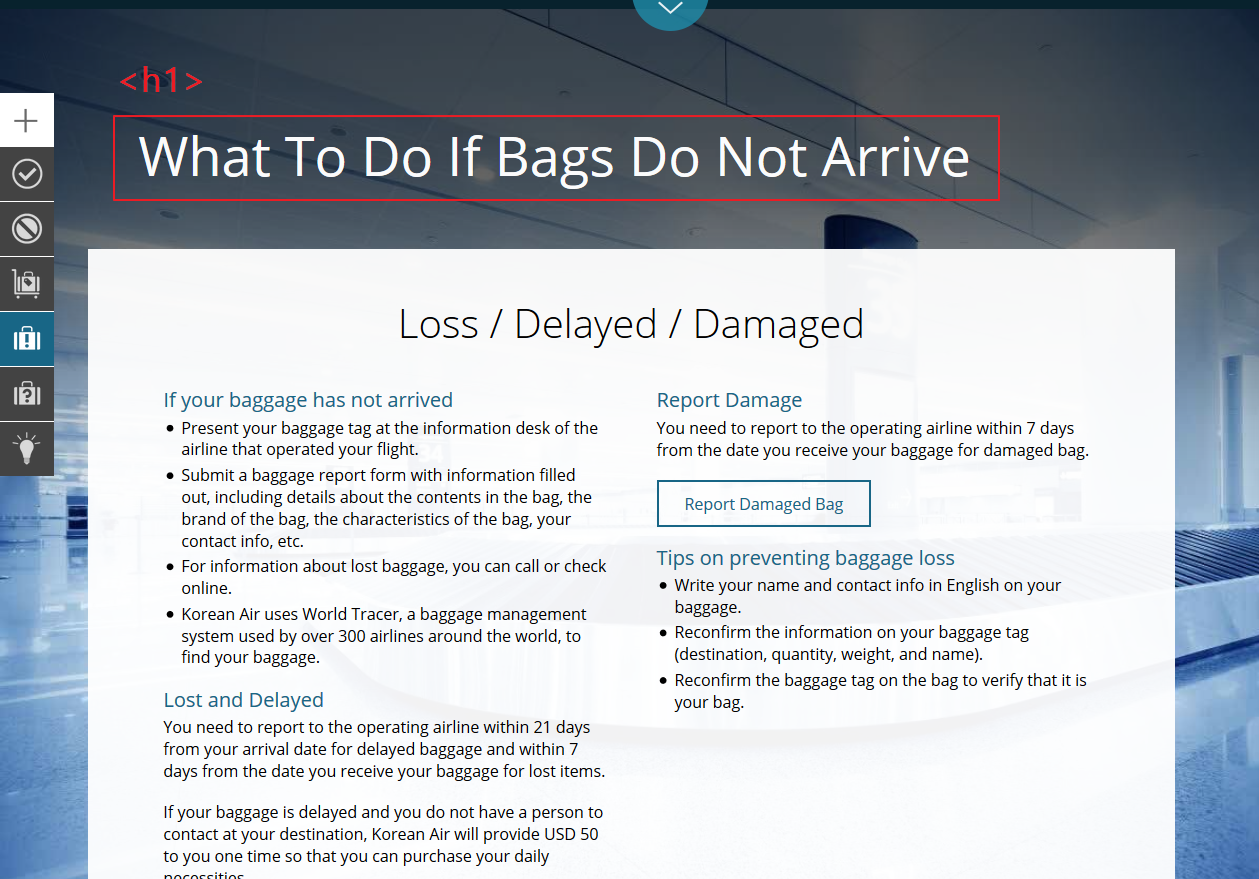 <h1>
What To Do If Bags Do Not Arrive
Loss / Delayed / Damaged
If your baggage has not arrived
Present your baggage tag at the information desk of the
airline that operated your flight.
Submit a baggage report form with information filled
out, including details about the contents in the bag, the
brand of the bag, the characteristics of the bag, your
contact info, etc.
For information about lost baggage, you can call or check
online.
Korean Air uses World Tracer, a baggage management
system used by over 300 airlines around the world, to
find your baggage.
Lost and Delayed
You need to report to the operating airline within 21 days
from your arrival date for delayed baggage and within 7
days from the date you receive your baggage for lost items.
If your baggage is delayed and you do not have a person to
contact at your destination, Korean Air will provide USD 50
to you one time so that you can purchase your daily
necessities.
Report Damage
You need to report to the operating airline within 7 days
from the date you receive your baggage for damaged bag.
Report Damaged Bag
Tips on preventing baggage loss
Write your name and contact info in English on your
baggage.
Reconfirm the information on your baggage tag
(destination, quantity, weight, and name).
Reconfirm the baggage tag on the bag to verify that it is
your bag.